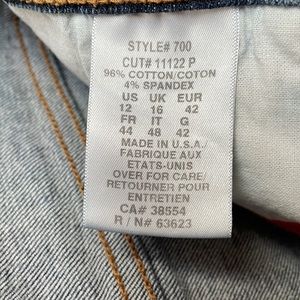 STYLE# 700
CUT# 11122 P
96% COTTON/COTON
4% SPANDEX
US UK EUR
12 16 42
FR IT G
44 48 42
MADE IN U.S.A./
FABRIQUE AUX
ETATS-UNIS
OVER FOR CARE/
RETOURNER POUR
ENTRETIEN
CA# 38554
R / N# 63623